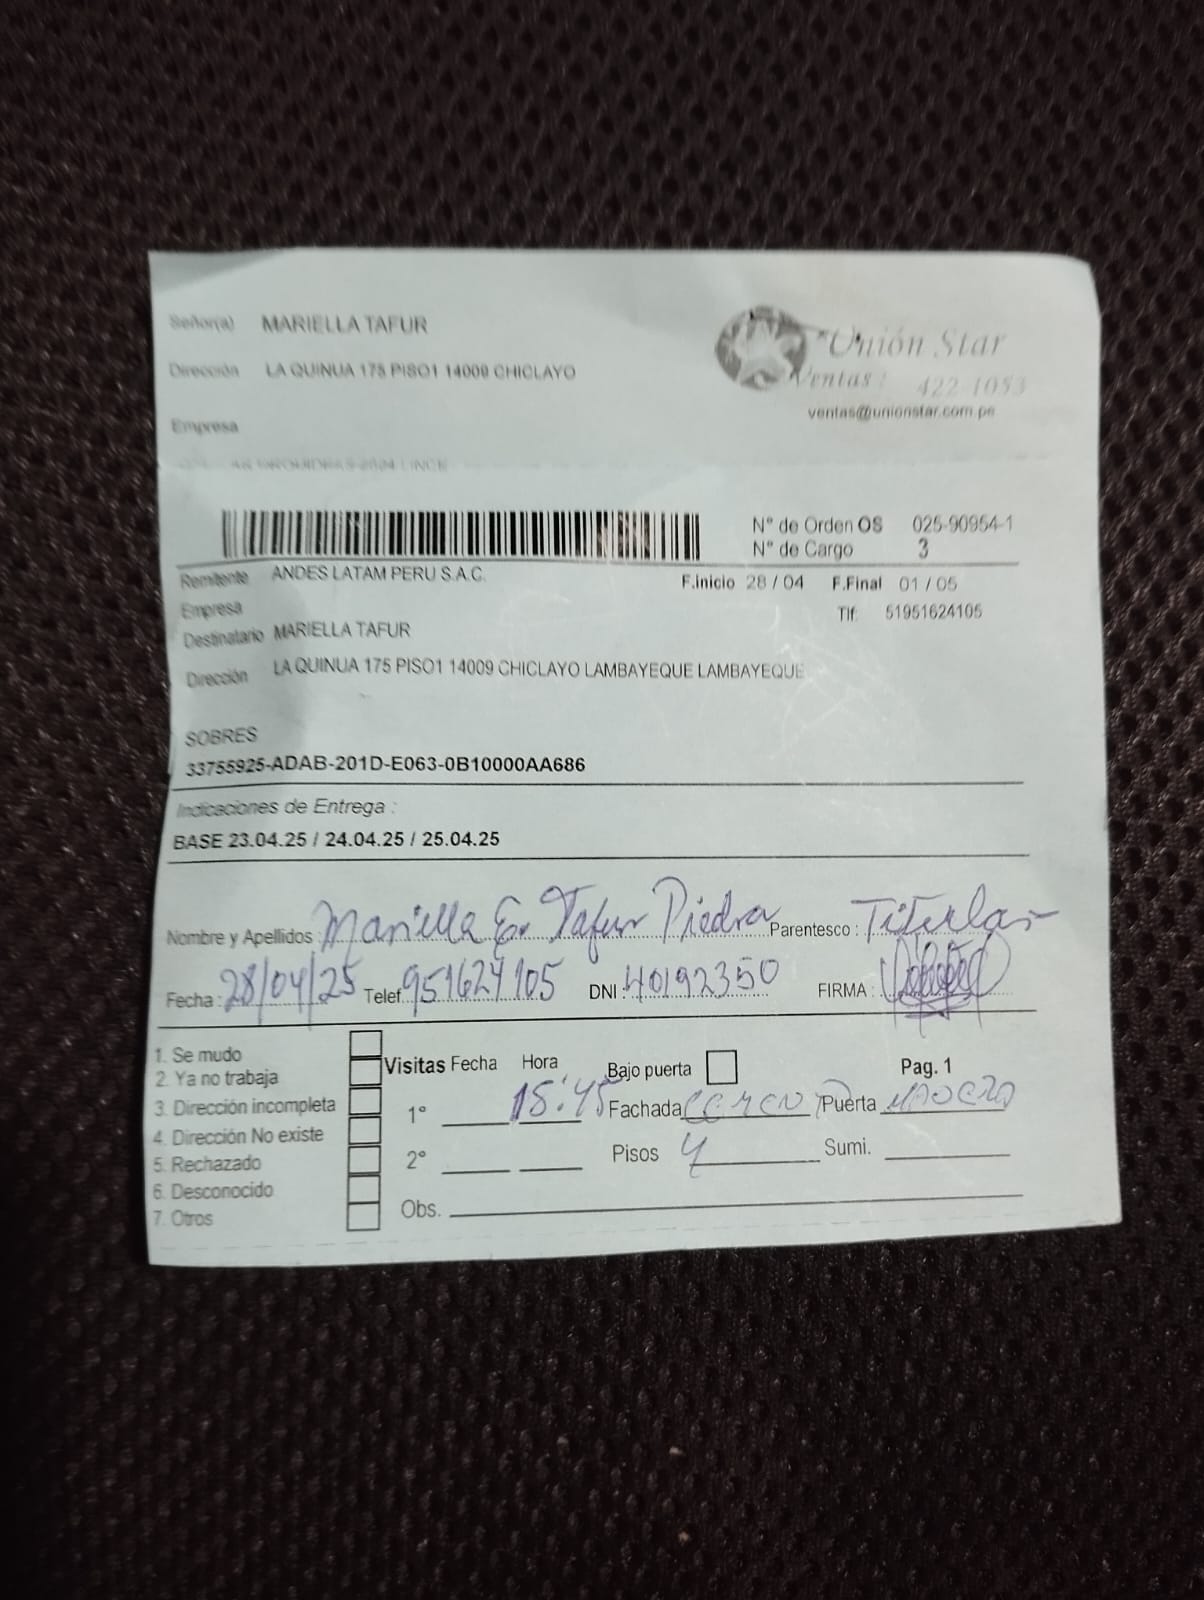 Señor(a) MARIELLA TAFUR
Unión Star
Dirección LA QUINUA 175 PISO1 14009 CHICLAYO
Ventas: 422-1053
ventas@unionstar.com.pe
Empresa
LINCE
Nº de Orden OS 025-90954-1
Nº de Cargo 3
Remitente ANDES LATAM PERU S.A.C.
F.inicio 28 / 04 F.Final 01 / 05
Empresa
Tlf: 51951624105
Destinatario MARIELLA TAFUR
Dirección LA QUINUA 175 PISO1 14009 CHICLAYO LAMBAYEQUE LAMBAYEQUE
SOBRES
33755925-ADAB-201D-E063-0B10000AA686
Indicaciones de Entrega :
BASE 23.04.25 / 24.04.25 / 25.04.25
Nombre y Apellidos : Mariella E. Tafur Piedra Parentesco : Titular
Fecha : 28/04/25 Telef. 951624105 DNI : 40192350 FIRMA :
1. Se mudo
2. Ya no trabaja
3. Dirección incompleta
4. Dirección No existe
5. Rechazado
6. Desconocido
7. Otros
Visitas Fecha Hora Bajo puerta Pag. 1
1° 15:45 Fachada Puerta
2° Pisos 4 Sumi.
Obs.